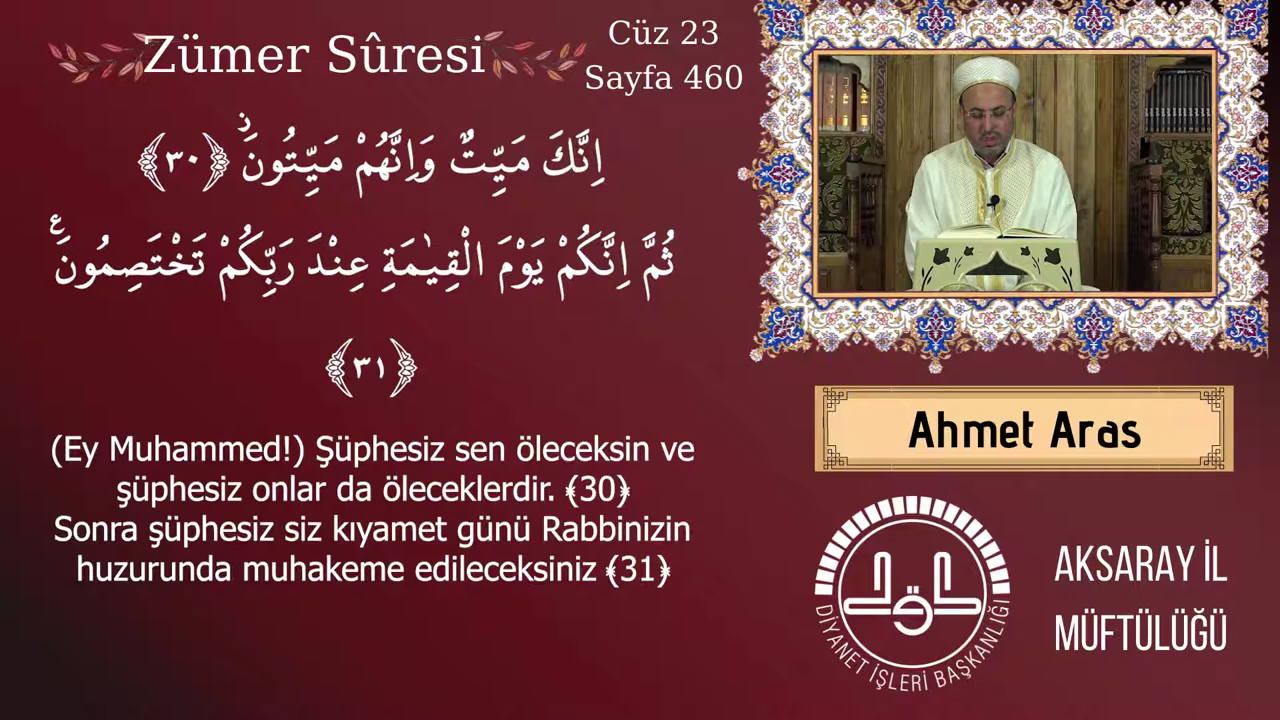 Zümer Sûresi
Cüz 23
Sayfa 460
اِنَّكَ مَيِّتٌ وَاِنَّهُمْ مَيِّتُونَۘ ﴿٣٠﴾
ثُمَّ اِنَّكُمْ يَوْمَ الْقِيٰمَةِ عِنْدَ رَبِّكُمْ تَخْتَصِمُونَ ع
﴿٣١﴾
(Ey Muhammed!) Şüphesiz sen öleceksin ve
şüphesiz onlar da öleceklerdir. ﴾30﴿
Sonra şüphesiz siz kıyamet günü Rabbinizin
huzurunda muhakeme edileceksiniz ﴾31﴿
Ahmet Aras
DİYANET İŞLERİ BAŞKANLIĞI
AKSARAY İL
MÜFTÜLÜĞÜ